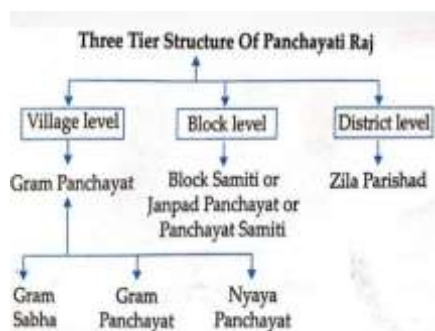 Three Tier Structure Of Panchayati Raj
Village level
Block level
District level
Gram Panchayat
Block Samiti or
Janpad Panchayat or
Panchayat Samiti
Zila Parishad
Gram
Sabha
Gram
Panchayat
Nyaya
Panchayat